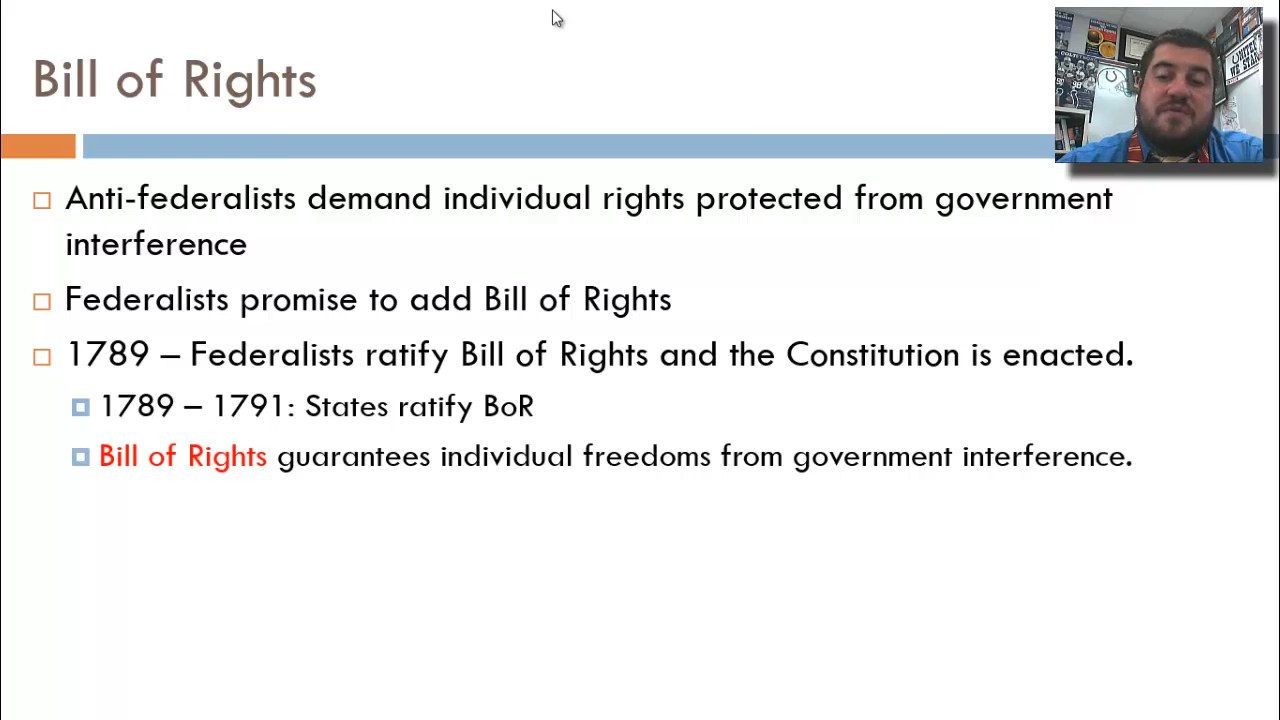 Bill of Rights
Anti-federalists demand individual rights protected from government
interference
Federalists promise to add Bill of Rights
1789 – Federalists ratify Bill of Rights and the Constitution is enacted.
1789 – 1791: States ratify BoR
Bill of Rights guarantees individual freedoms from government interference.